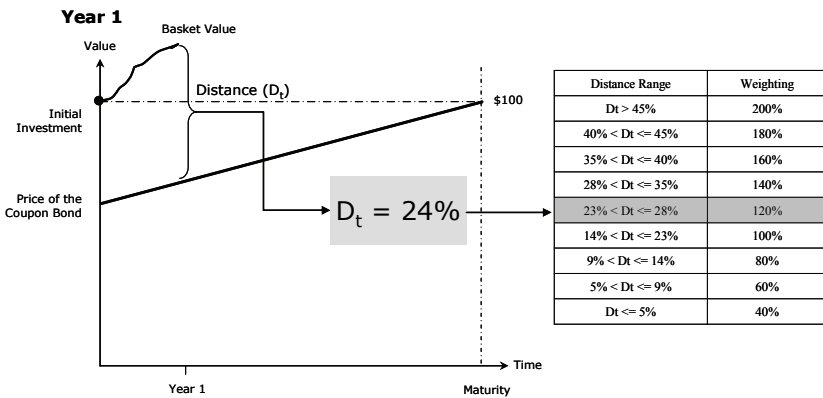 Year 1
Basket Value
Value
Distance (Dt)
$100
Initial
Investment
Price of the
Coupon Bond
Dt = 24%
Time
Year 1
Maturity
Distance Range Weighting
Dt > 45% 200%
40% < Dt <= 45% 180%
35% < Dt <= 40% 160%
28% < Dt <= 35% 140%
23% < Dt <= 28% 120%
14% < Dt <= 23% 100%
9% < Dt <= 14% 80%
5% < Dt <= 9% 60%
Dt <= 5% 40%